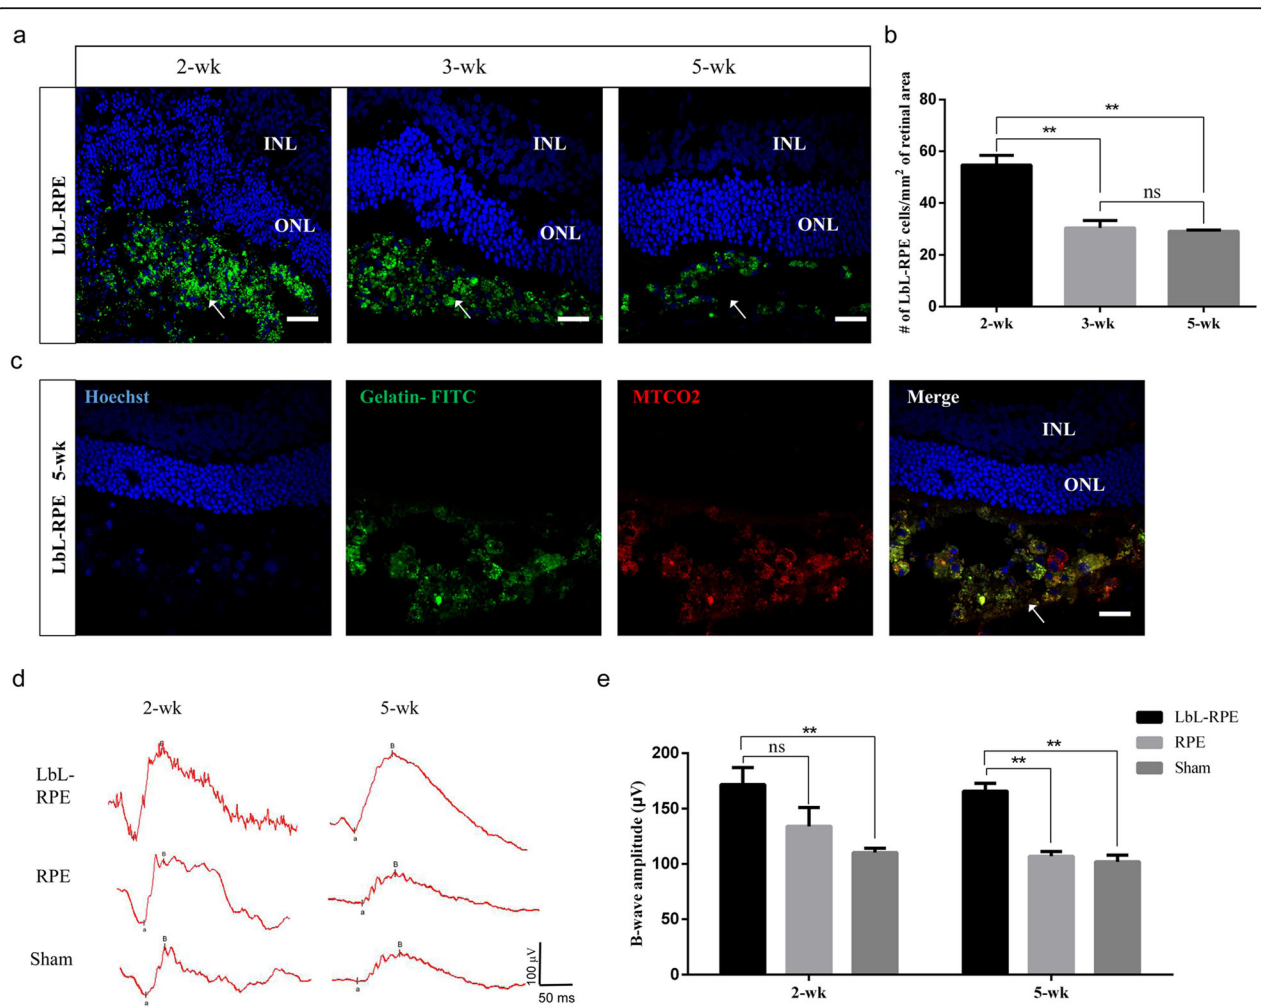 a
2-wk
3-wk
5-wk
LbL-RPE
INL
ONL
INL
ONL
INL
ONL
b
# of LbL-RPE cells/mm² of retinal area
80
60
40
20
0
**
**
ns
2-wk
3-wk
5-wk
c
LbL-RPE 5-wk
Hoechst
Gelatin- FITC
MTCO2
Merge
INL
ONL
d
2-wk
5-wk
LbL-
RPE
B
a
B
a
RPE
B
a
B
a
Sham
B
a
B
a
100 µV
50 ms
e
LbL-RPE
RPE
Sham
B-wave amplitude (µV)
200
150
100
50
0
**
ns
**
**
2-wk
5-wk